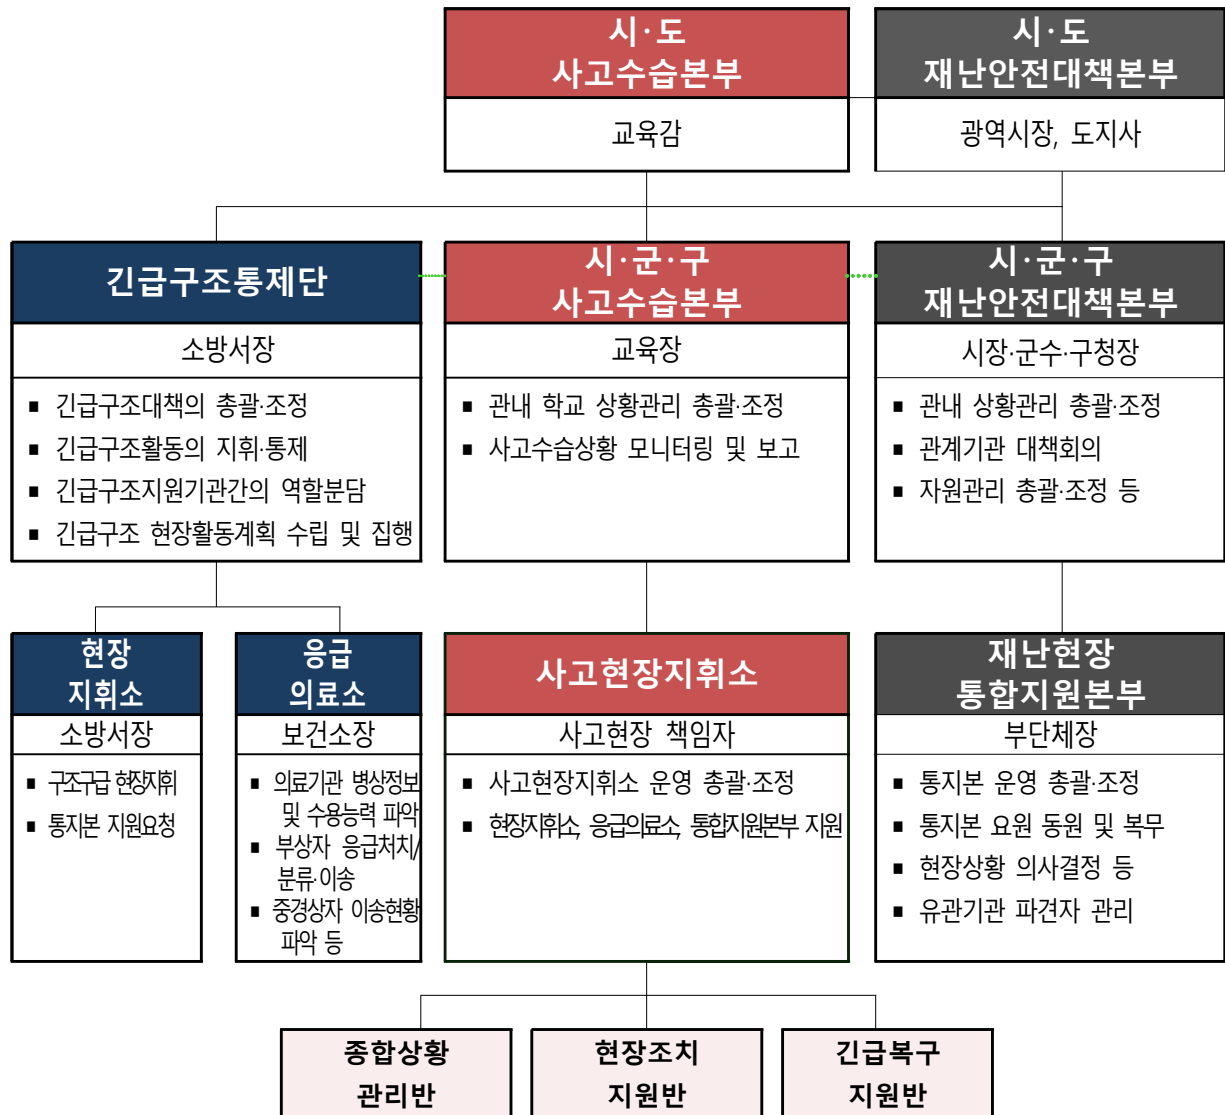 시·도
사고수습본부
교육감
시·도
재난안전대책본부
광역시장, 도지사
긴급구조통제단
소방서장
▪ 긴급구조대책의 총괄·조정
▪ 긴급구조활동의 지휘·통제
▪ 긴급구조지원기관간의 역할분담
▪ 긴급구조 현장활동계획 수립 및 집행
시·군·구
사고수습본부
교육장
▪ 관내 학교 상황관리 총괄·조정
▪ 사고수습상황 모니터링 및 보고
시·군·구
재난안전대책본부
시장·군수·구청장
▪ 관내 상황관리 총괄·조정
▪ 관계기관 대책회의
▪ 자원관리 총괄·조정 등
현장
지휘소
소방서장
▪ 구조구급 현장지휘
▪ 통지본 지원요청
응급
의료소
보건소장
▪ 의료기관 병상정보
및 수용능력 파악
▪ 부상자 응급처치/
분류·이송
▪ 중경상자 이송현황
파악 등
사고현장지휘소
사고현장 책임자
▪ 사고현장지휘소 운영 총괄·조정
▪ 현장지휘소, 응급의료소, 통합지원본부 지원
재난현장
통합지원본부
부단체장
▪ 통지본 운영 총괄·조정
▪ 통지본 요원 동원 및 복무
▪ 현장상황 의사결정 등
▪ 유관기관 파견자 관리
종합상황
관리반
현장조치
지원반
긴급복구
지원반